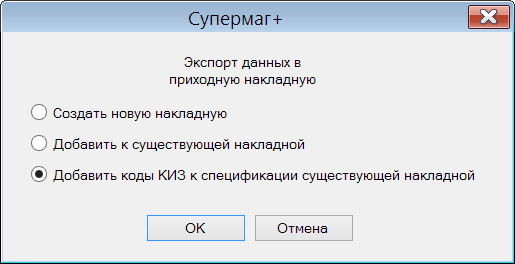 Супермаг+
Экспорт данных в
приходную накладную
Создать новую накладную
Добавить к существующей накладной
Добавить коды КИЗ к спецификации существующей накладной
OK
Отмена